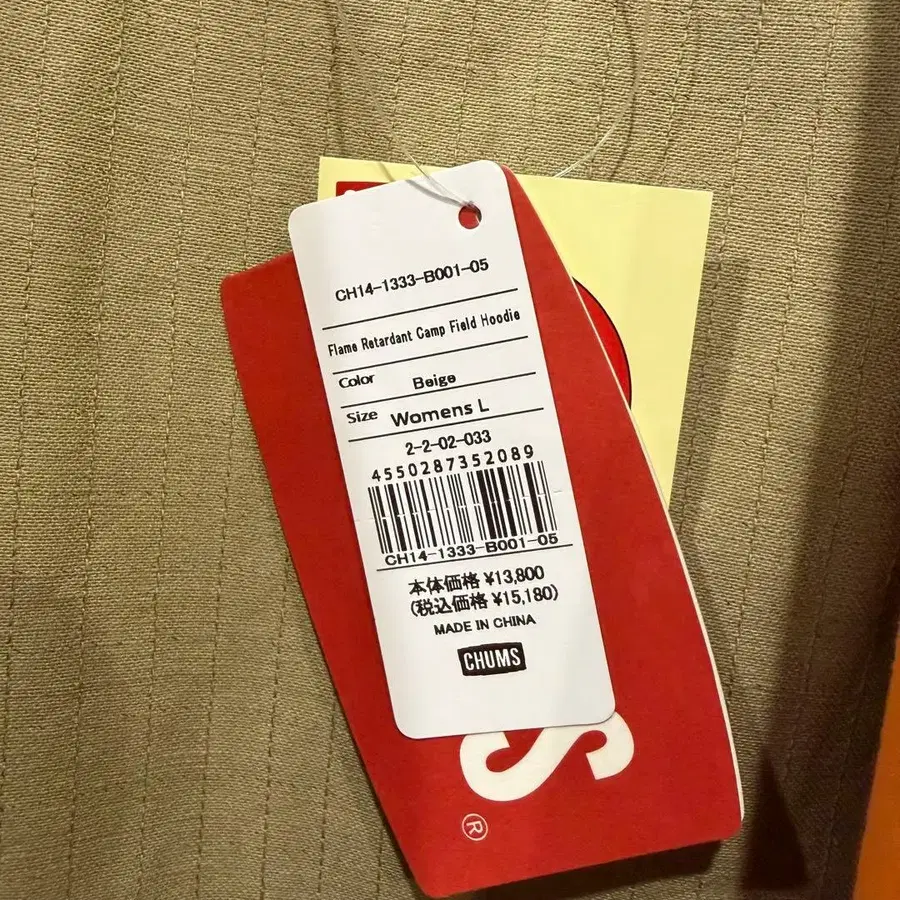 CH14-1333-B001-05
Flame Retardant Camp Field Hoodie
Color Beige
Size Womens L
2-2-02-033
4550287352089
CH14-1333-B001-05
本体価格 ¥13,800
(税込価格 ¥15,180)
MADE IN CHINA
CHUMS
S
®